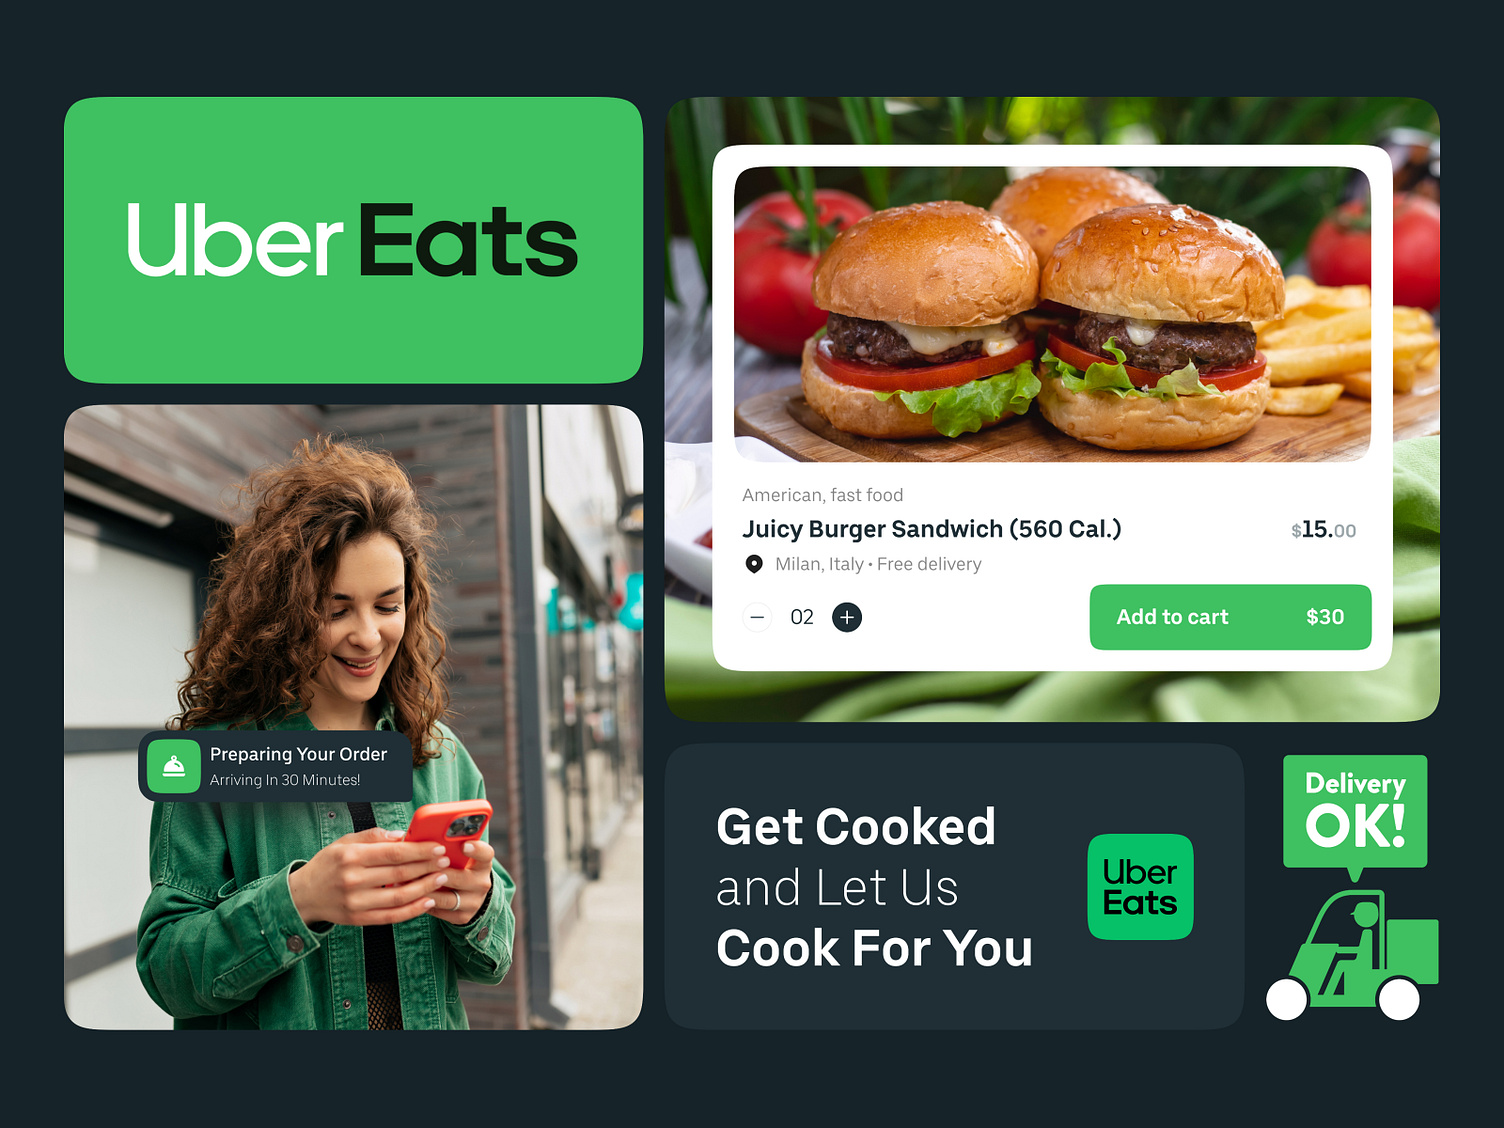 Uber Eats
American, fast food
Juicy Burger Sandwich (560 Cal.)
$15.00
Milan, Italy • Free delivery
02
Add to cart
$30
Preparing Your Order
Arriving In 30 Minutes!
Get Cooked
and Let Us
Cook For You
Uber
Eats
Delivery
OK!